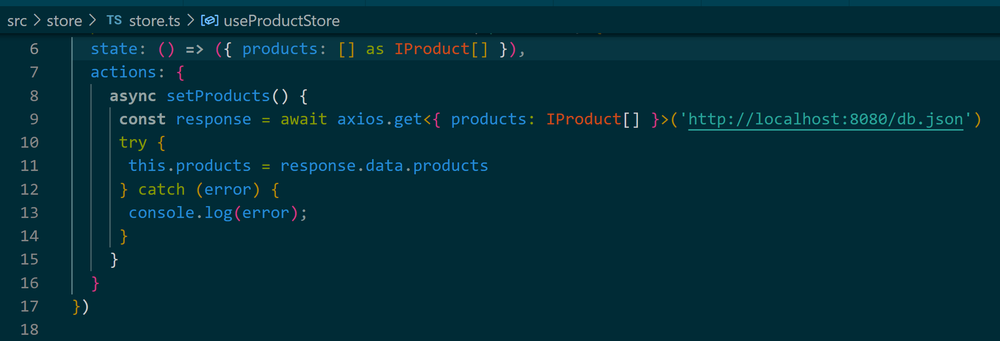 src > store > TS store.ts > useProductStore
6 state: () => ({ products: [] as IProduct[] }),
7 actions: {
8 async setProducts() {
9 const response = await axios.get<{ products: IProduct[] }>('http://localhost:8080/db.json')
10 try {
11 this.products = response.data.products
12 } catch (error) {
13 console.log(error);
14 }
15 }
16 }
17 })
18